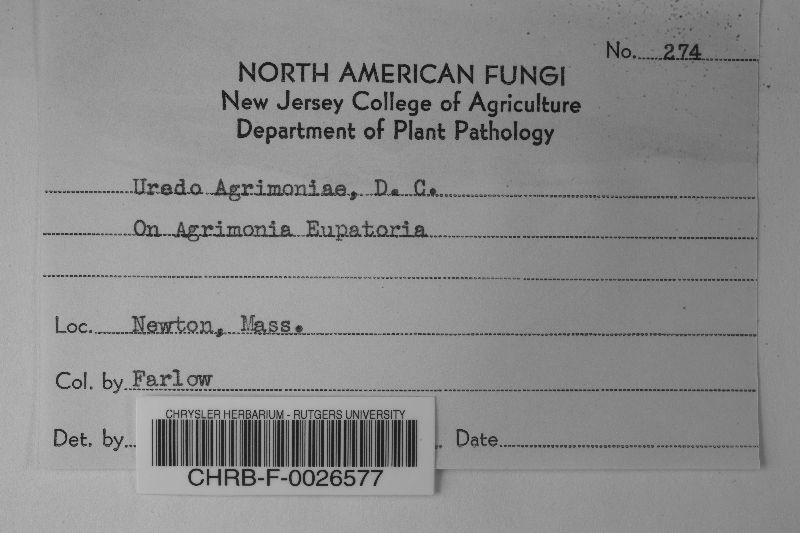 No. 274
NORTH AMERICAN FUNGI
New Jersey College of Agriculture
Department of Plant Pathology
Uredo Agrimoniae, D. C.
On Agrimonia Eupatoria
Loc. Newton, Mass.
Col. by Farlow
Det. by Date
CHRYSLER HERBARIUM - RUTGERS UNIVERSITY
CHRB-F-0026577